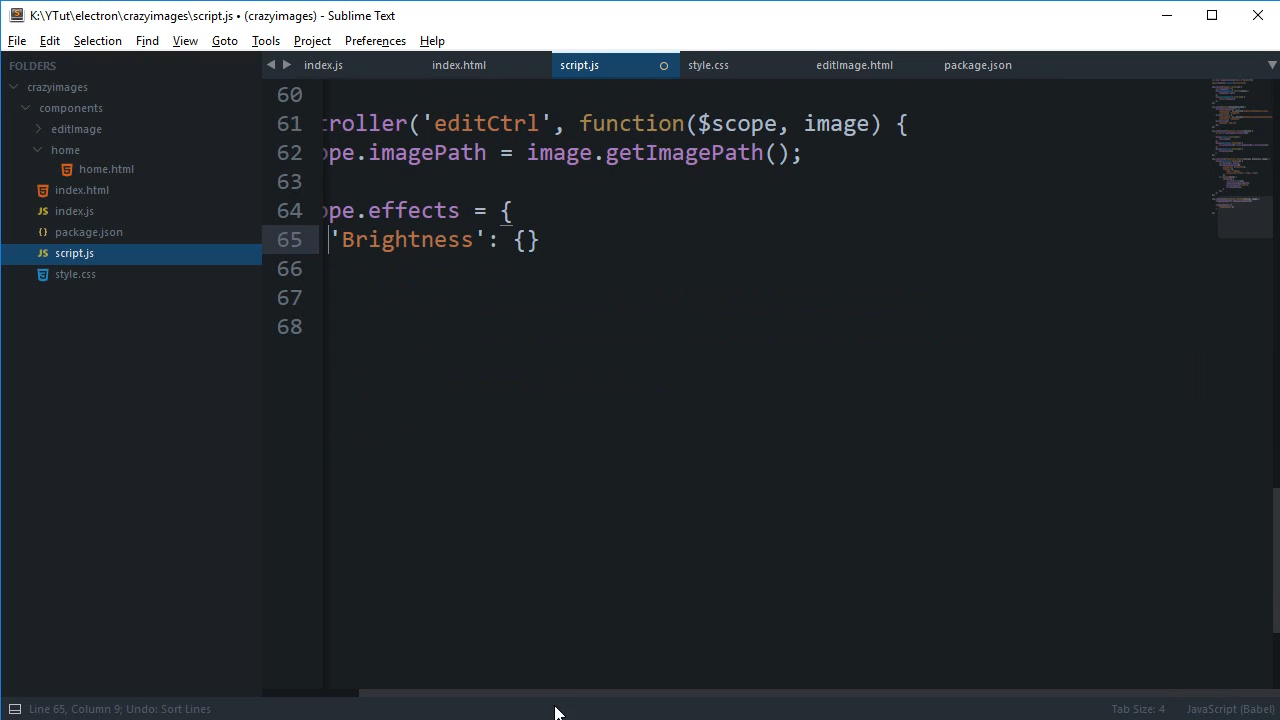 K:\YTut\electron\crazyimages\script.js • (crazyimages) - Sublime Text
File Edit Selection Find View Goto Tools Project Preferences Help
FOLDERS
crazyimages
components
editImage
home
home.html
index.html
index.js
package.json
script.js
style.css
index.js index.html script.js style.css editImage.html package.json
60
61 troller('editCtrl', function($scope, image) {
62 ope.imagePath = image.getImagePath();
63
64 ope.effects = {
65 'Brightness': {}
66
67
68
Line 65, Column 9; Undo: Sort Lines Tab Size: 4 JavaScript (Babel)